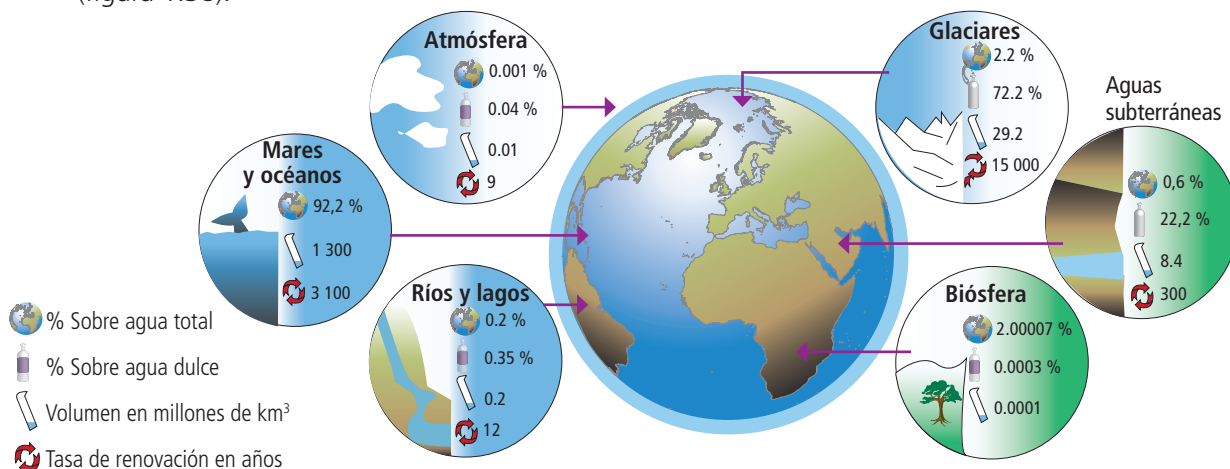 (figura 1.38).
Atmósfera
0.001 %
0.04 %
0.01
9
Glaciares
2.2 %
72.2 %
29.2
15 000
Aguas
subterráneas
0,6 %
22,2 %
8.4
300
Mares
y océanos
92,2 %
1 300
3 100
Ríos y lagos
0.2 %
0.35 %
0.2
12
Biósfera
2.00007 %
0.0003 %
0.0001
% Sobre agua total
% Sobre agua dulce
Volumen en millones de km³
Tasa de renovación en años